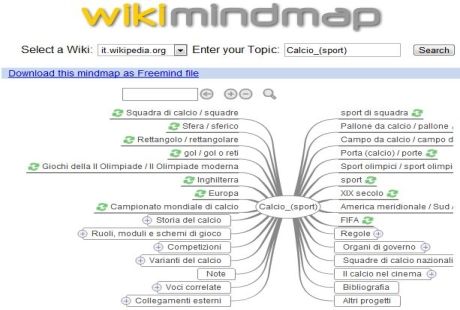 wikimindmap
Select a Wiki: it.wikipedia.org Enter your Topic: Calcio_(sport) Search
Download this mindmap as Freemind file
Squadra di calcio / squadre
Sfera / sferico
Rettangolo / rettangolare
gol / gol o reti
Giochi della II Olimpiade / II Olimpiade moderna
Inghilterra
Europa
Campionato mondiale di calcio
Storia del calcio
Ruoli, moduli e schemi di gioco
Competizioni
Varianti del calcio
Note
Voci correlate
Collegamenti esterni
Calcio_(sport)
sport di squadra
Pallone da calcio / pallone ,
Campo da calcio / campo d
Porta (calcio) / porte
Sport olimpici / sport olimpi
sport
XIX secolo
America meridionale / Sud
FIFA
Regole
Organi di governo
Squadre di calcio nazionali
Il calcio nel cinema
Bibliografia
Altri progetti